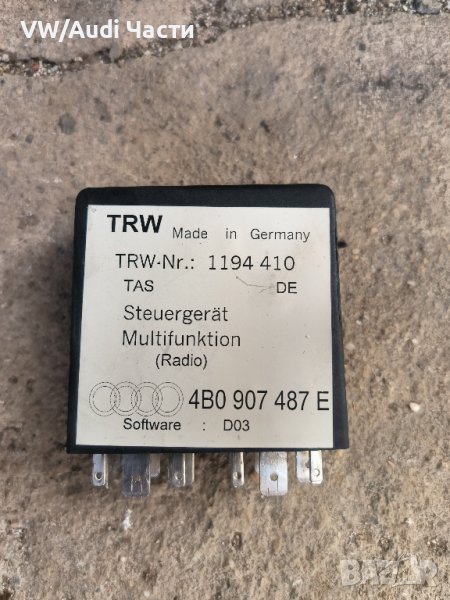 VW/Audi Части
TRW Made in Germany
TRW-Nr.: 1194 410
TAS DE
Steuergerät
Multifunktion
(Radio)
4B0 907 487 E
Software : D03
BAZAR